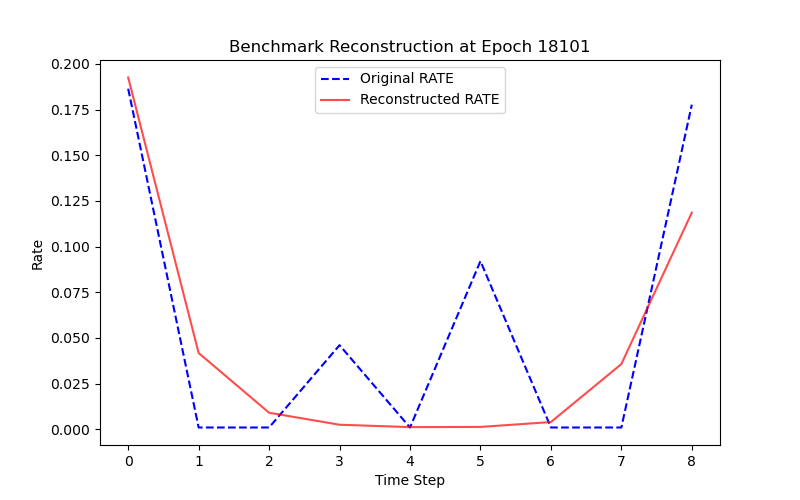 Benchmark Reconstruction at Epoch 18101
Original RATE
Reconstructed RATE
0.200
0.175
0.150
0.125
0.100
0.075
0.050
0.025
0.000
Rate
0 1 2 3 4 5 6 7 8
Time Step